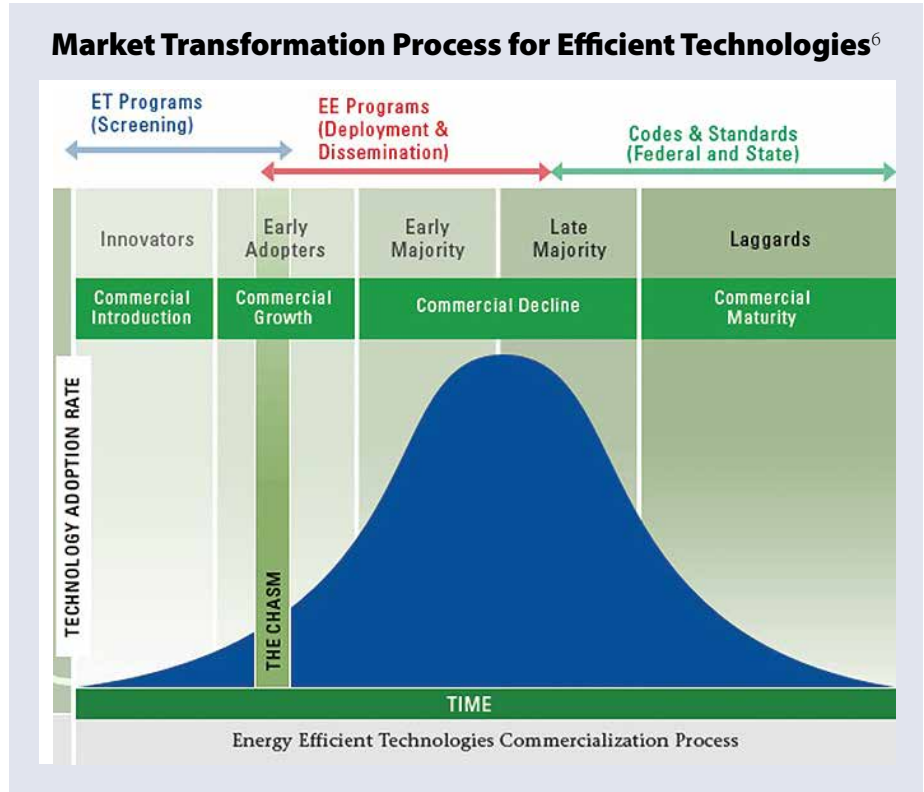 Market Transformation Process for Efficient Technologies6
ET Programs
(Screening)
EE Programs
(Deployment &
Dissemination)
Codes & Standards
(Federal and State)
Innovators
Early
Adopters
Early
Majority
Late
Majority
Laggards
Commercial
Introduction
Commercial
Growth
Commercial Decline
Commercial
Maturity
TECHNOLOGY ADOPTION RATE
THE CHASM
TIME
Energy Efficient Technologies Commercialization Process